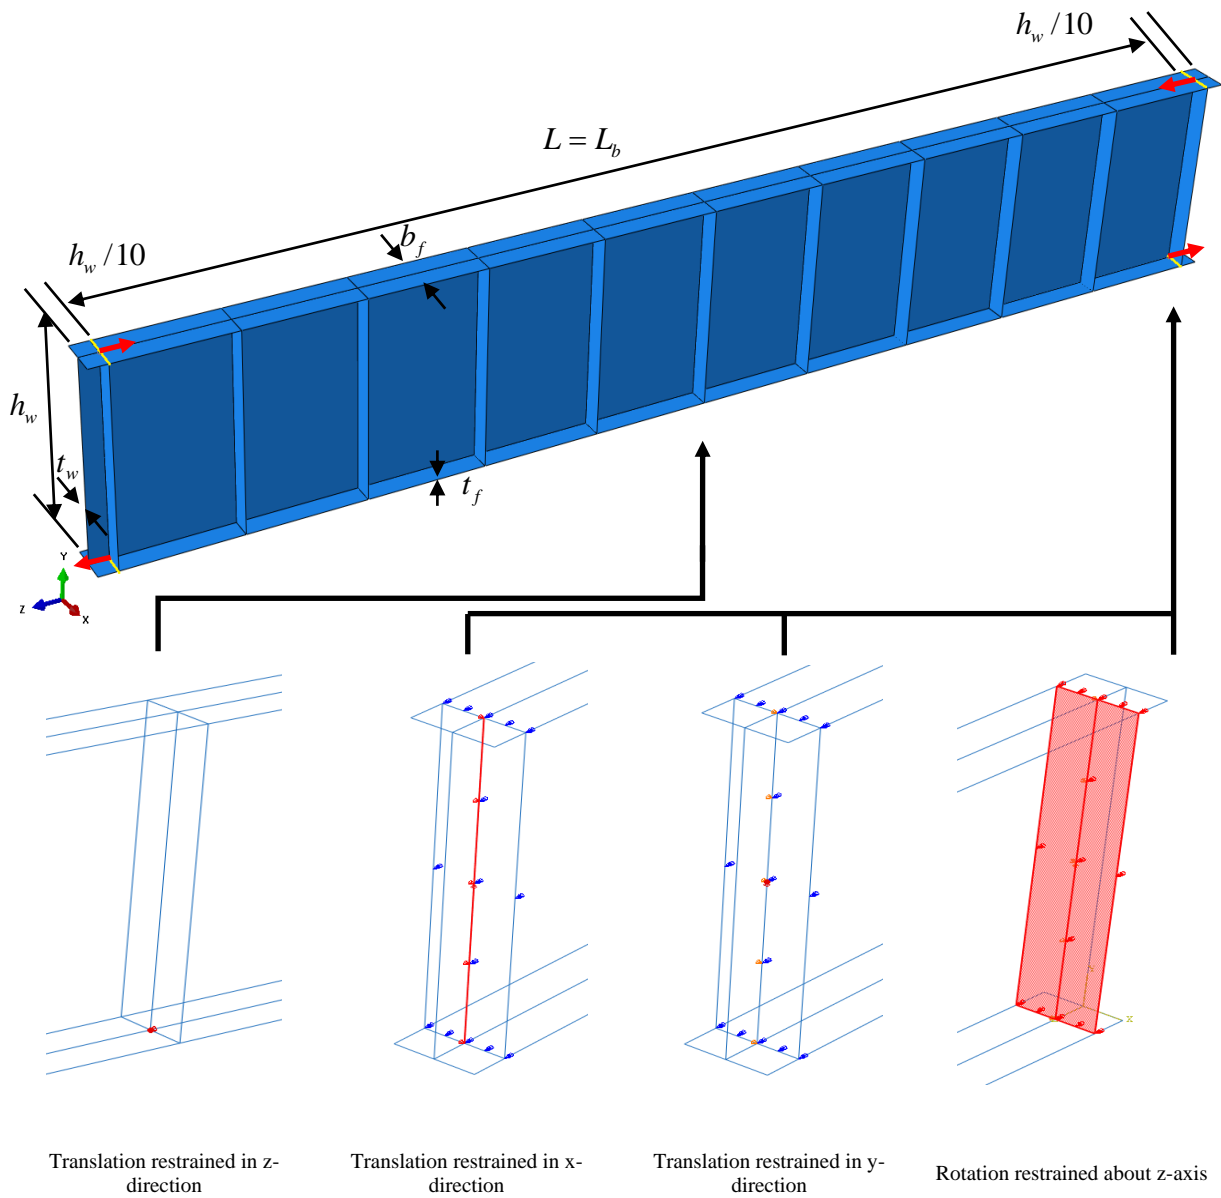 h_w /10
L = L_b
b_f
h_w /10
h_w
t_w
t_f
Y
Z
X
Y
X
Translation restrained in z-
direction
Translation restrained in x-
direction
Translation restrained in y-
direction
Rotation restrained about z-axis